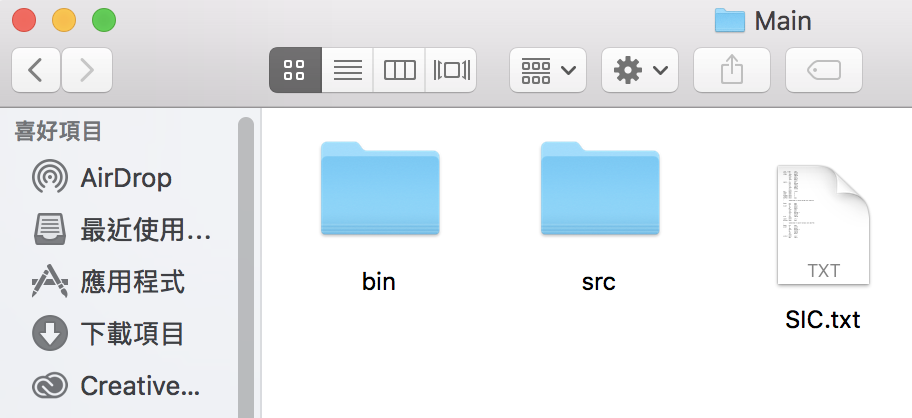 Main
喜好項目
AirDrop
最近使用...
應用程式
下載項目
Creative...
bin
src
TXT
SIC.txt